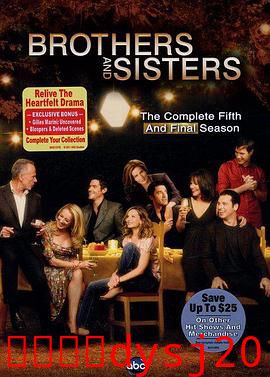 BROTHERS
AND SISTERS
Relive The
Heartfelt Drama
EXCLUSIVE BONUS
Gilles Marini: Uncovered
Bloopers & Deleted Scenes
Complete Your Collection
The Complete Fifth
And Final Season
Save
Up To $25
On Other
Hit Shows And
Merchandise
abc
dysj20